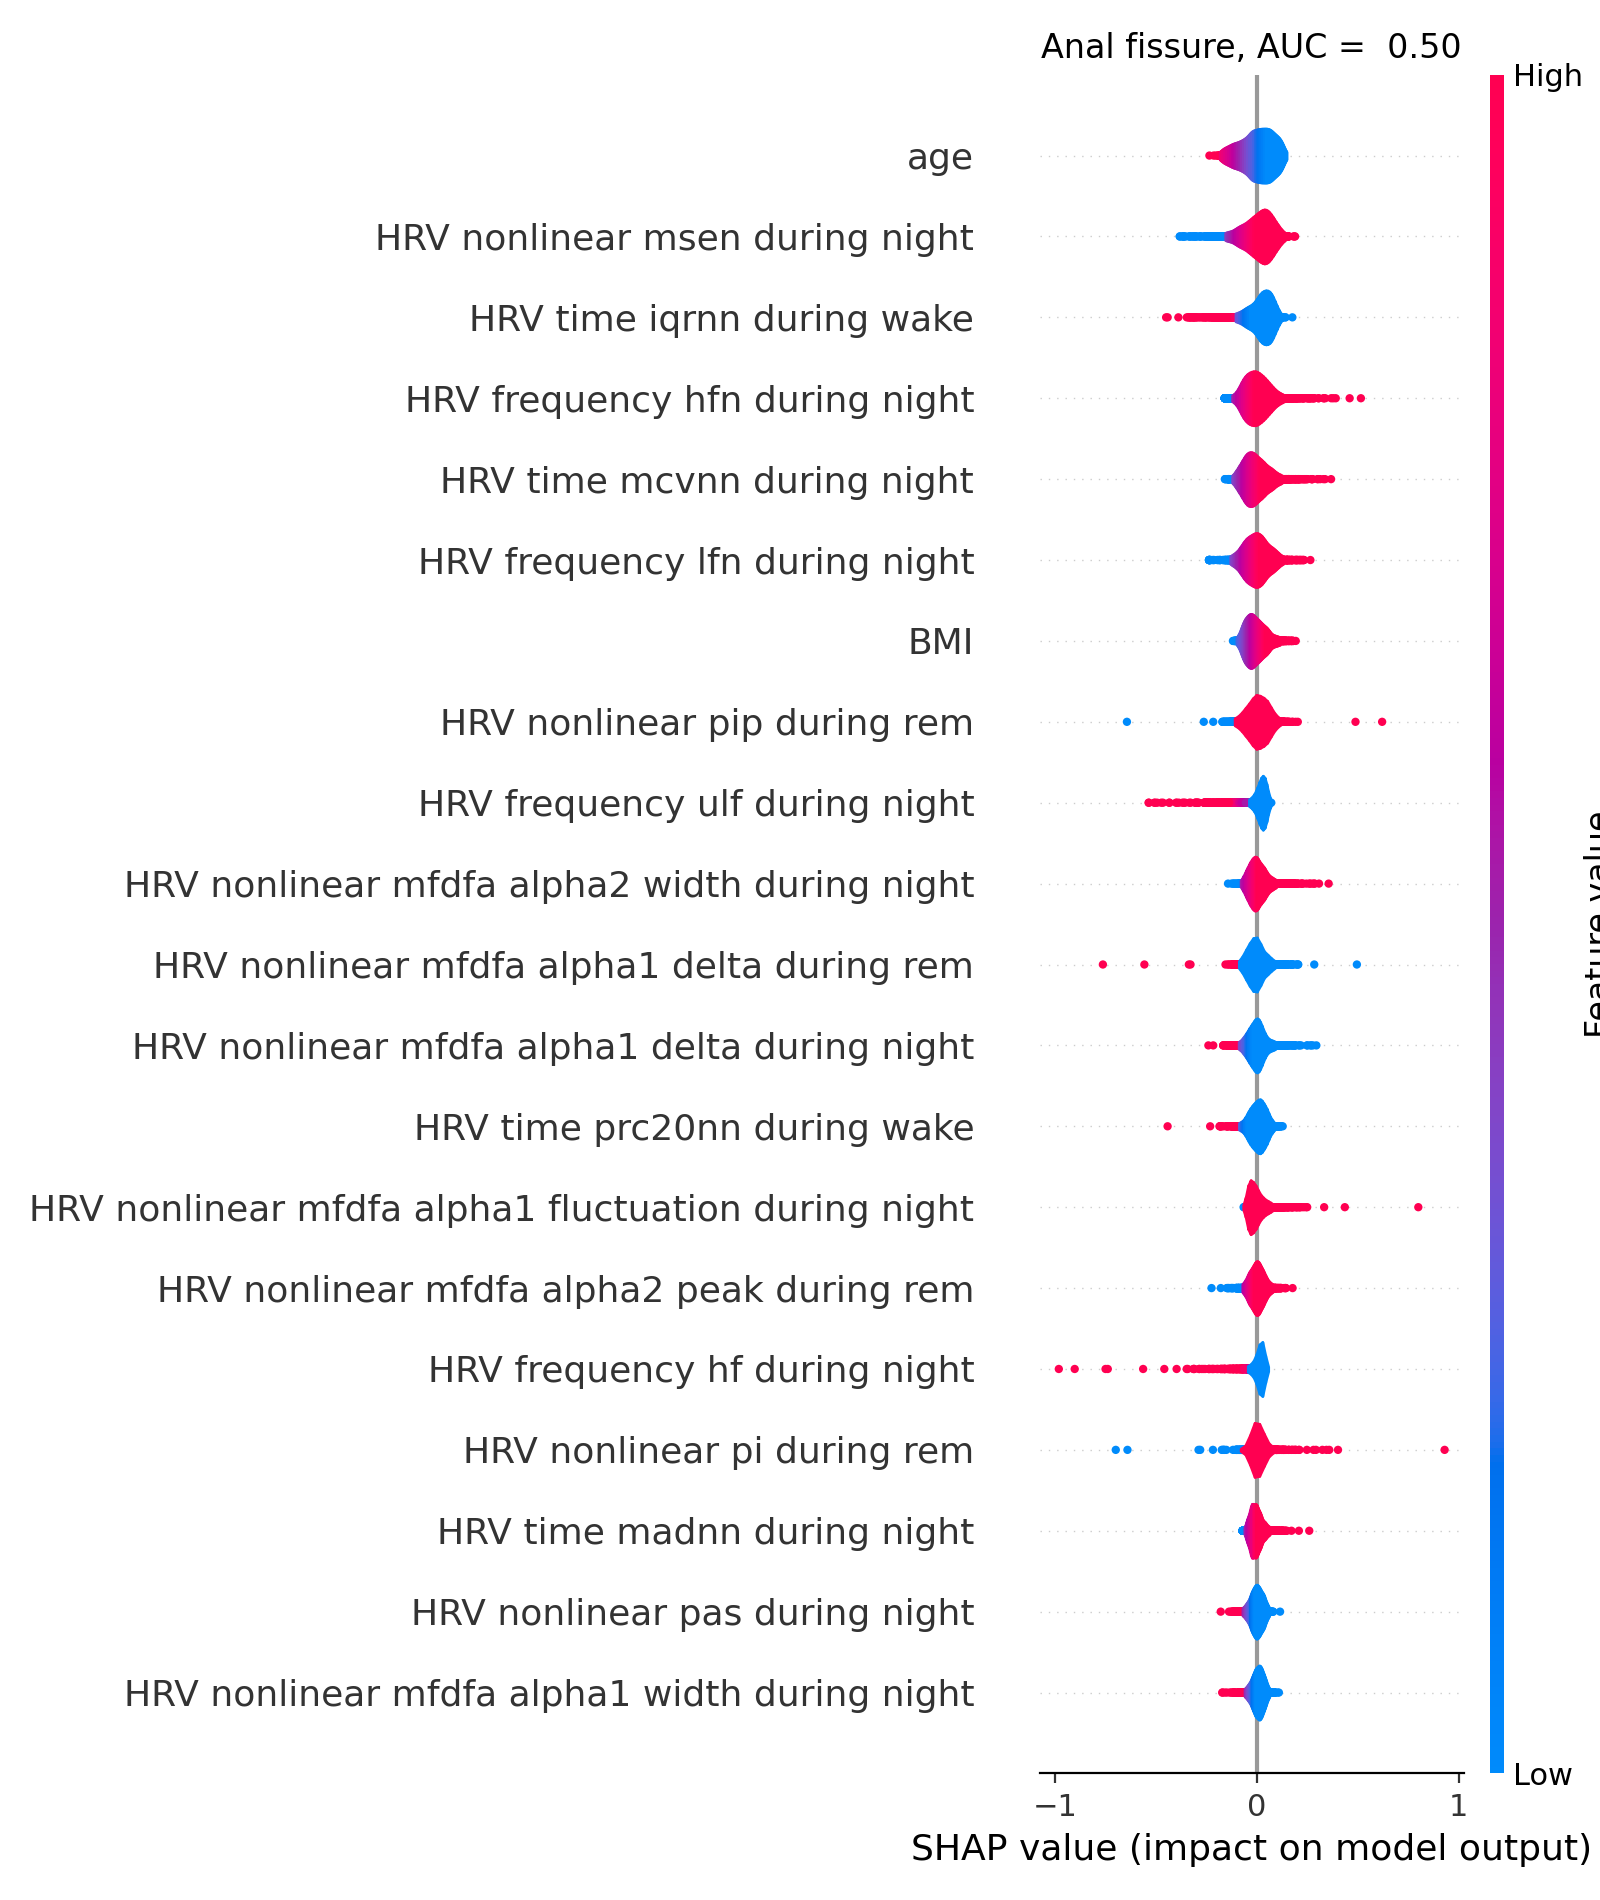 Anal fissure, AUC =  0.50
High
age
HRV nonlinear msen during night
HRV time iqrnn during wake
HRV frequency hfn during night
HRV time mcvnn during night
HRV frequency lfn during night
BMI
HRV nonlinear pip during rem
HRV frequency ulf during night
HRV nonlinear mfdfa alpha2 width during night
HRV nonlinear mfdfa alpha1 delta during rem
HRV nonlinear mfdfa alpha1 delta during night
HRV time prc20nn during wake
HRV nonlinear mfdfa alpha1 fluctuation during night
HRV nonlinear mfdfa alpha2 peak during rem
HRV frequency hf during night
HRV nonlinear pi during rem
HRV time madnn during night
HRV nonlinear pas during night
HRV nonlinear mfdfa alpha1 width during night
Feature value
Low
−1 0 1
SHAP value (impact on model output)